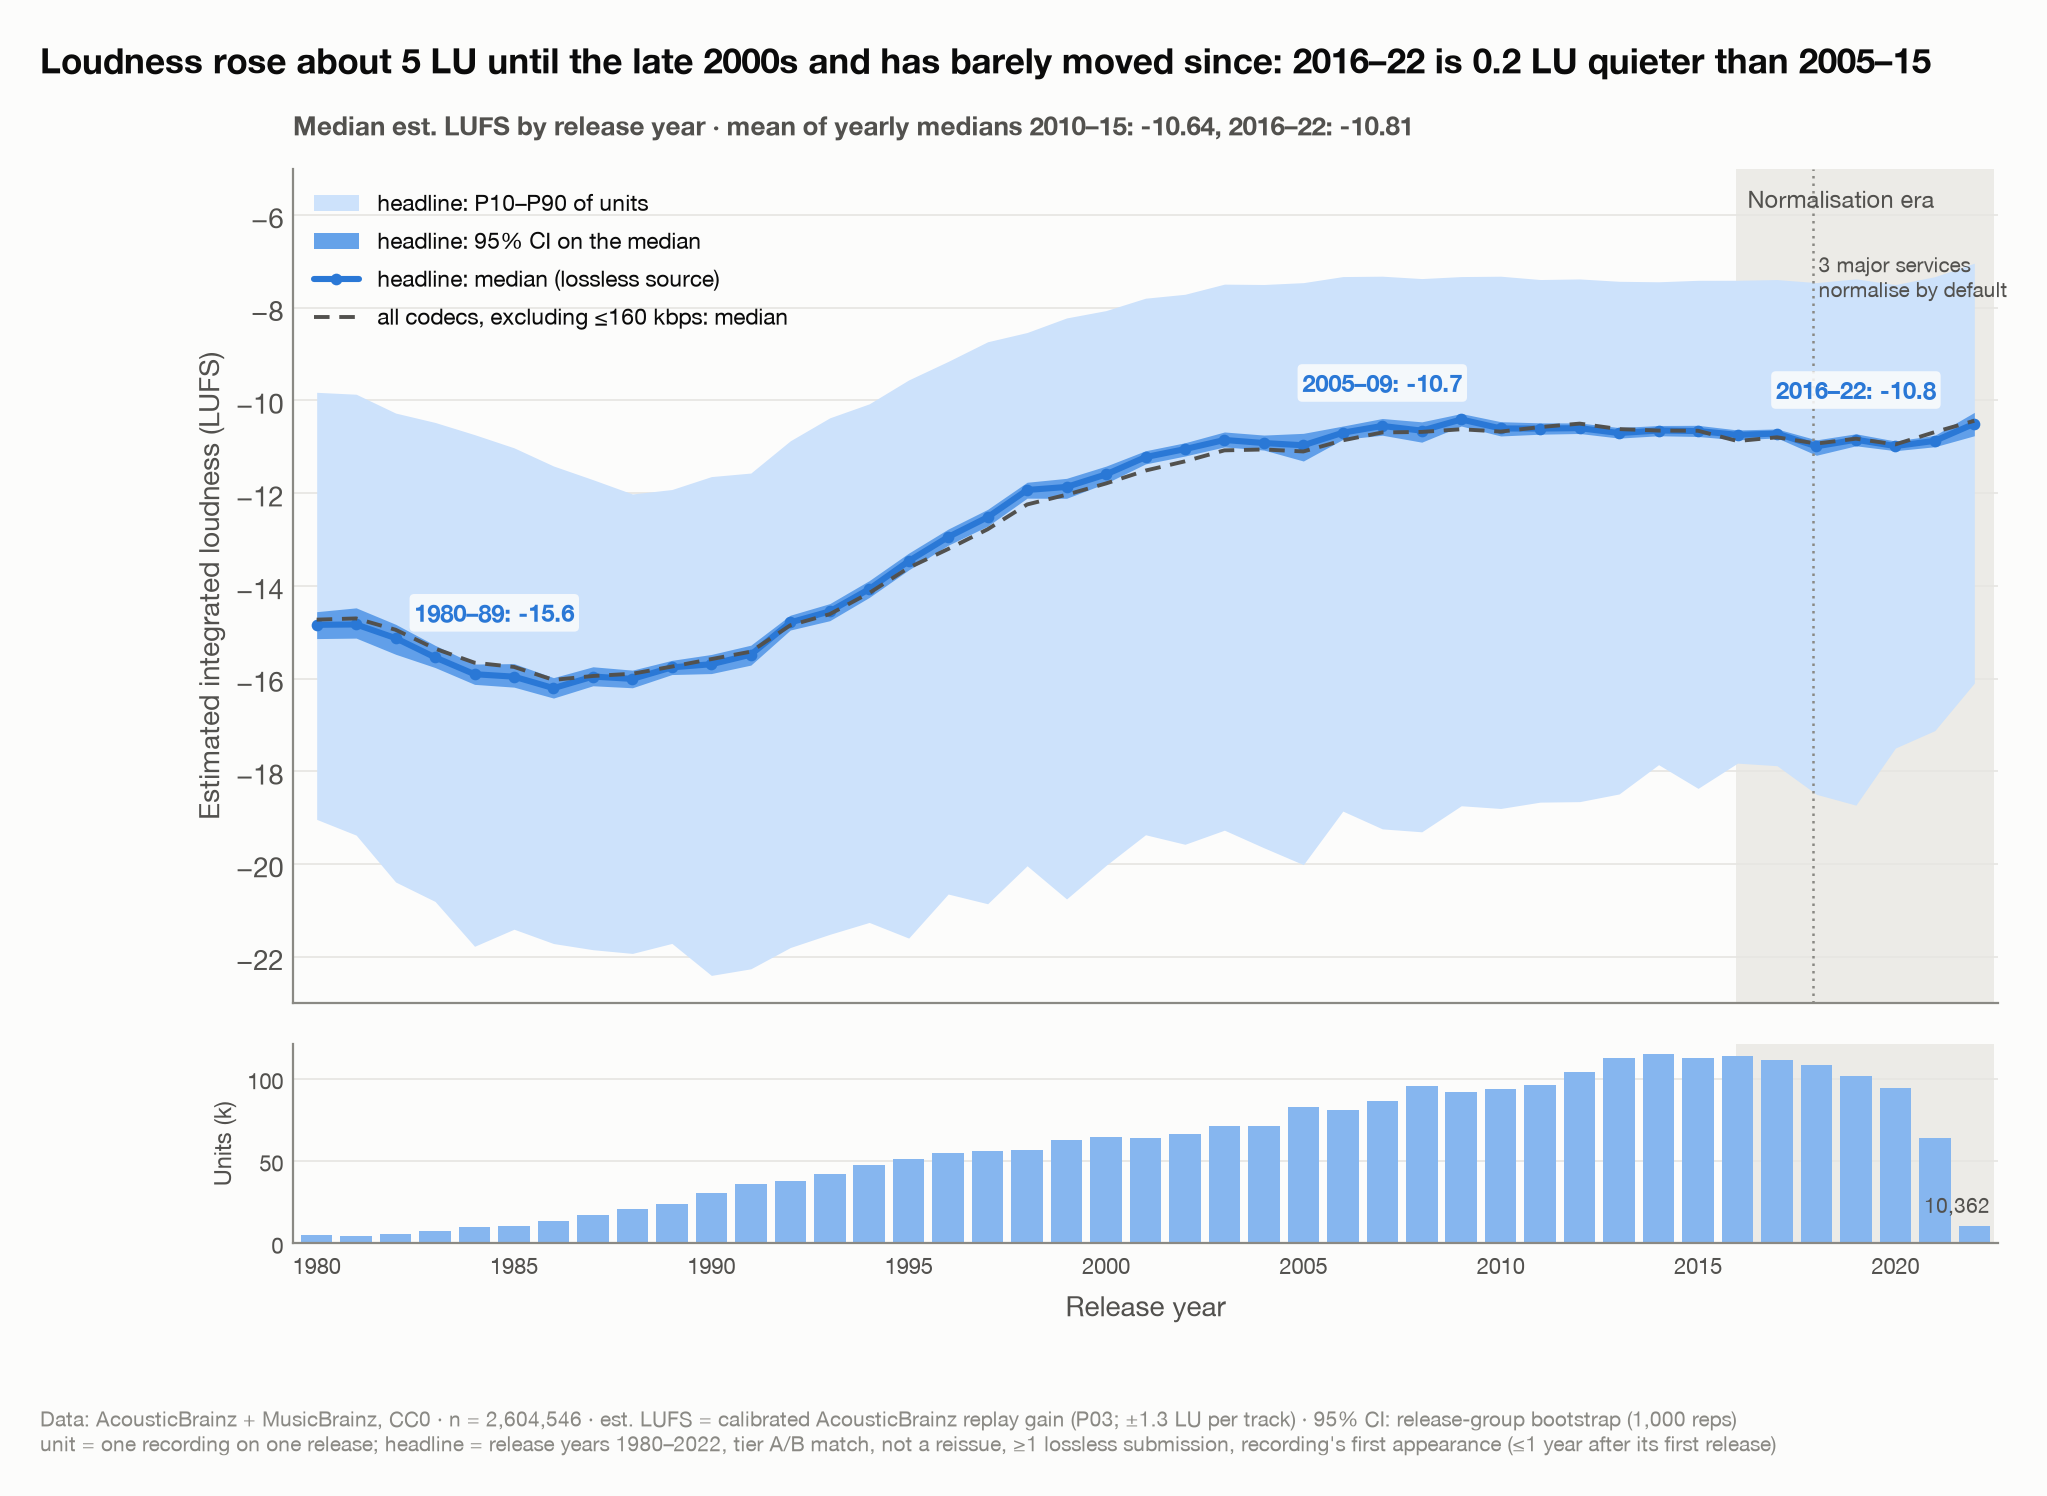 Loudness rose about 5 LU until the late 2000s and has barely moved since: 2016–22 is 0.2 LU quieter than 2005–15
Median est. LUFS by release year · mean of yearly medians 2010–15: -10.64, 2016–22: -10.81
headline: P10–P90 of units
headline: 95% CI on the median
headline: median (lossless source)
all codecs, excluding ≤160 kbps: median
Normalisation era
3 major services
normalise by default
2005–09: -10.7
2016–22: -10.8
1980–89: -15.6
Estimated integrated loudness (LUFS)
−6
−8
−10
−12
−14
−16
−18
−20
−22
Units (k)
100
50
0
10,362
1980 1985 1990 1995 2000 2005 2010 2015 2020
Release year
Data: AcousticBrainz + MusicBrainz, CC0 · n = 2,604,546 · est. LUFS = calibrated AcousticBrainz replay gain (P03; ±1.3 LU per track) · 95% CI: release-group bootstrap (1,000 reps)
unit = one recording on one release; headline = release years 1980–2022, tier A/B match, not a reissue, ≥1 lossless submission, recording's first appearance (≤1 year after its first release)